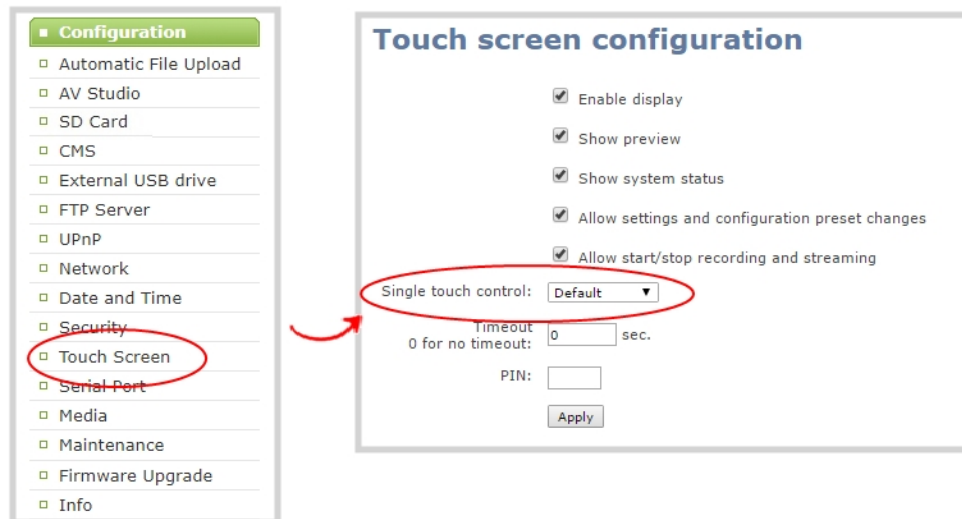 Configuration
Automatic File Upload
AV Studio
SD Card
CMS
External USB drive
FTP Server
UPnP
Network
Date and Time
Security
Touch Screen
Serial Port
Media
Maintenance
Firmware Upgrade
Info
Touch screen configuration
Enable display
Show preview
Show system status
Allow settings and configuration preset changes
Allow start/stop recording and streaming
Single touch control: Default
Timeout
0 for no timeout: 0 sec.
PIN:
Apply